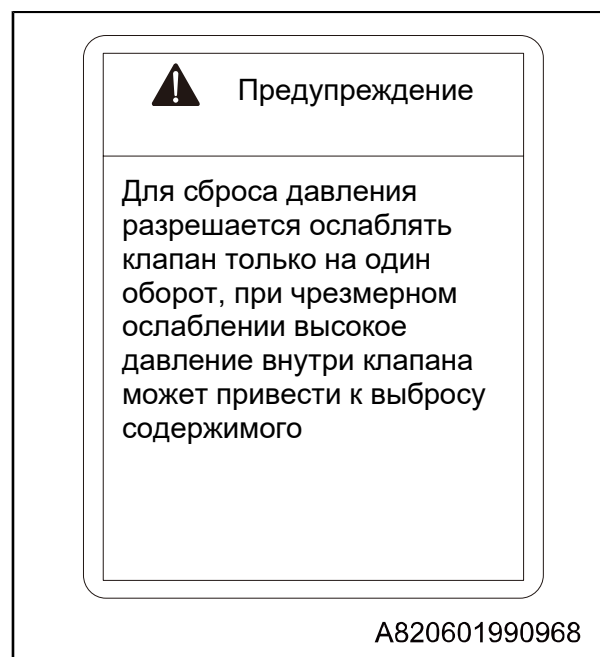 Предупреждение
Для сброса давления
разрешается ослаблять
клапан только на один
оборот, при чрезмерном
ослаблении высокое
давление внутри клапана
может привести к выбросу
содержимого
A820601990968